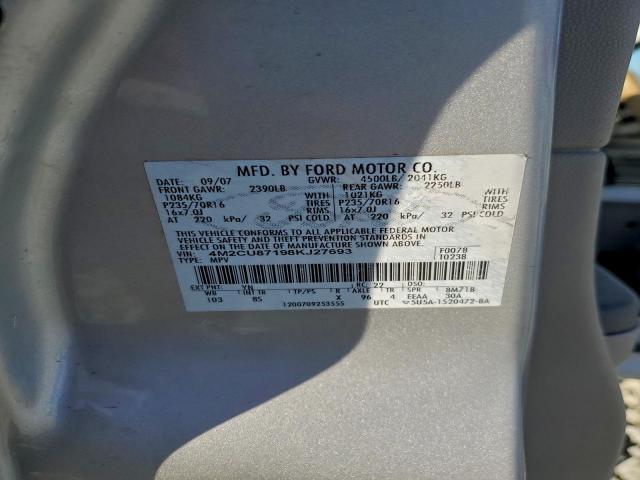 MFD. BY FORD MOTOR CO.
DATE: 09/07 GVWR: 4500LB/ 2041KG
FRONT GAWR: 2390LB REAR GAWR: 2250LB
1084KG WITH 1021KG WITH
P235/70R16 TIRES P235/70R16 TIRES
16x7.0J RIMS 16x7.0J RIMS
AT 220 kPa/ 32 PSI COLD AT 220 kPa/ 32 PSI COLD
THIS VEHICLE CONFORMS TO ALL APPLICABLE FEDERAL MOTOR
VEHICLE SAFETY AND THEFT PREVENTION STANDARDS IN
EFFECT ON THE DATE OF MANUFACTURE SHOWN ABOVE.
VIN: 4M2CU87198KJ27693 F0078
TYPE: MPV T0238
EXT PNT: YN RC: 22 DSO:
WB INT TR TP/PS R AXLE TR SPR 8M71B
103 8S X 96 4 EEAA 30A
1200709253555 UTC 5U5A-1520472-BA